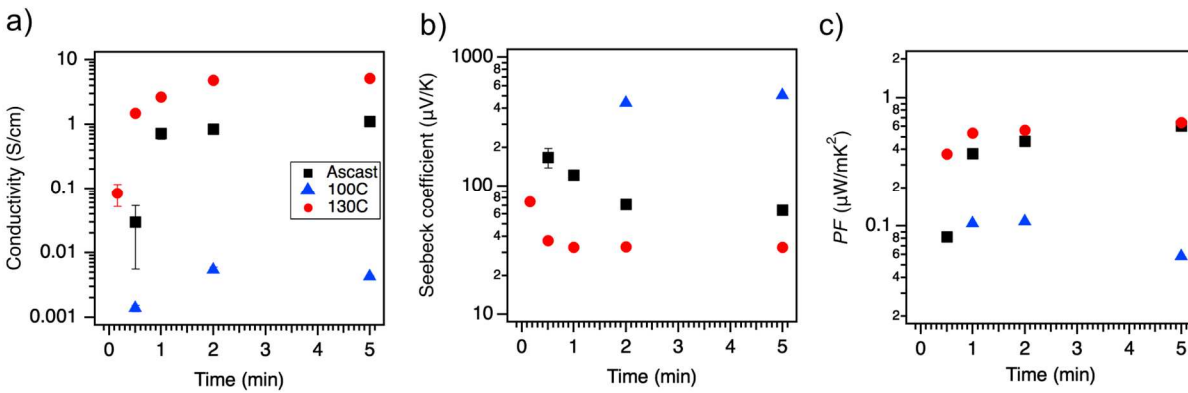 a)
10
1
0.1
0.01
0.001
Conductivity (S/cm)
Ascast
100C
130C
0 1 2 3 4 5
Time (min)
b)
1000
8
6
4
2
100
8
6
4
2
10
Seebeck coefficient (µV/K)
0 1 2 3 4 5
Time (min)
c)
2
1
8
6
4
2
0.1
8
6
4
2
PF (µW/mK²)
0 1 2 3 4 5
Time (min)